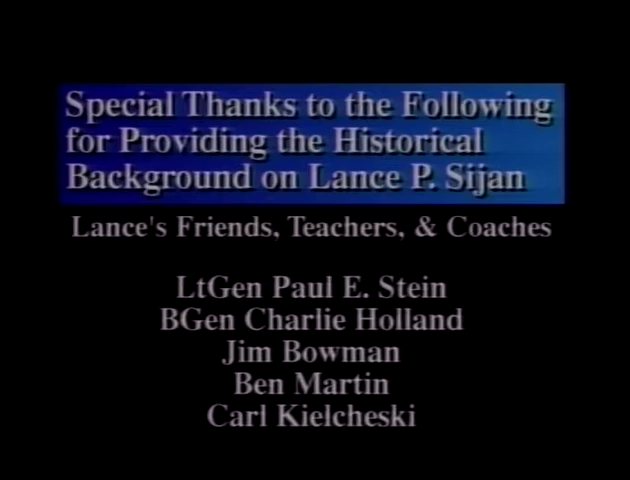 Special Thanks to the Following
for Providing the Historical
Background on Lance P. Sijan
Lance's Friends, Teachers, & Coaches
LtGen Paul E. Stein
BGen Charlie Holland
Jim Bowman
Ben Martin
Carl Kielcheski